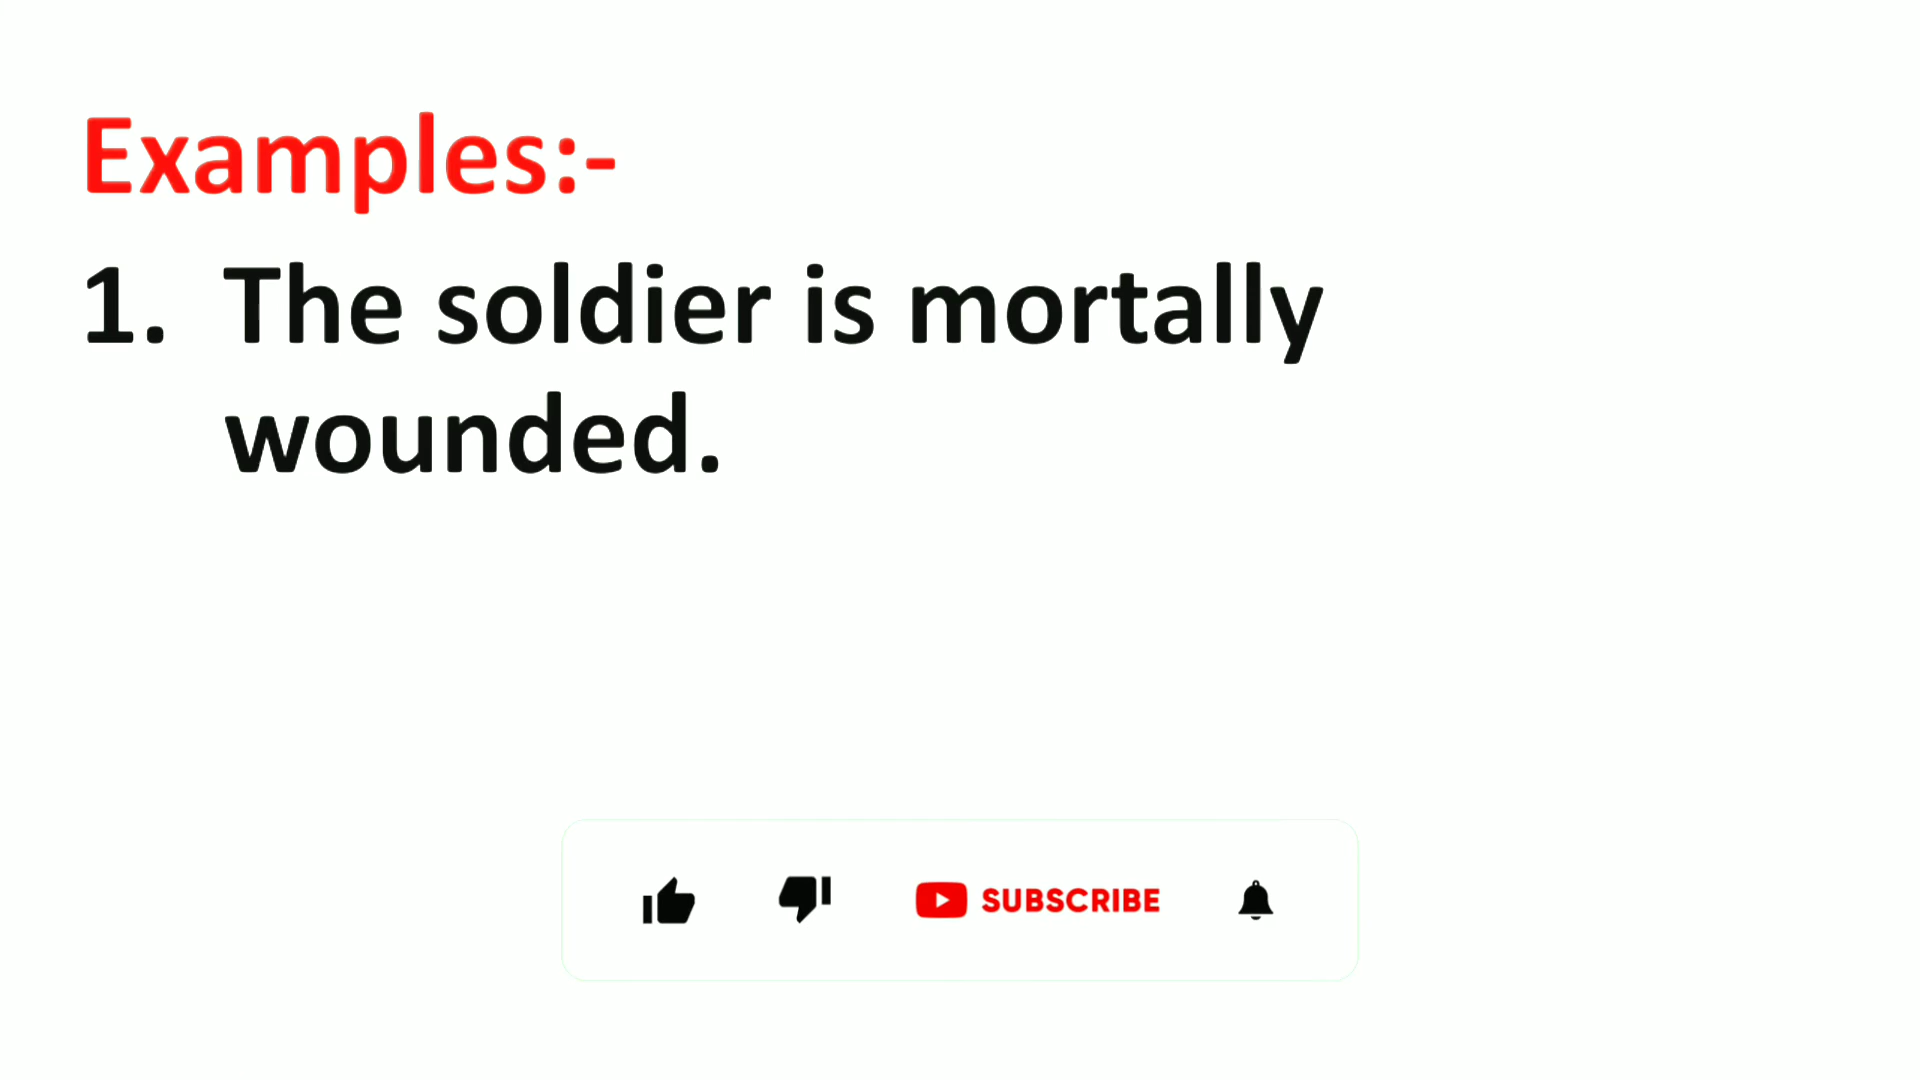 Examples:-
1. The soldier is mortally
wounded.
SUBSCRIBE